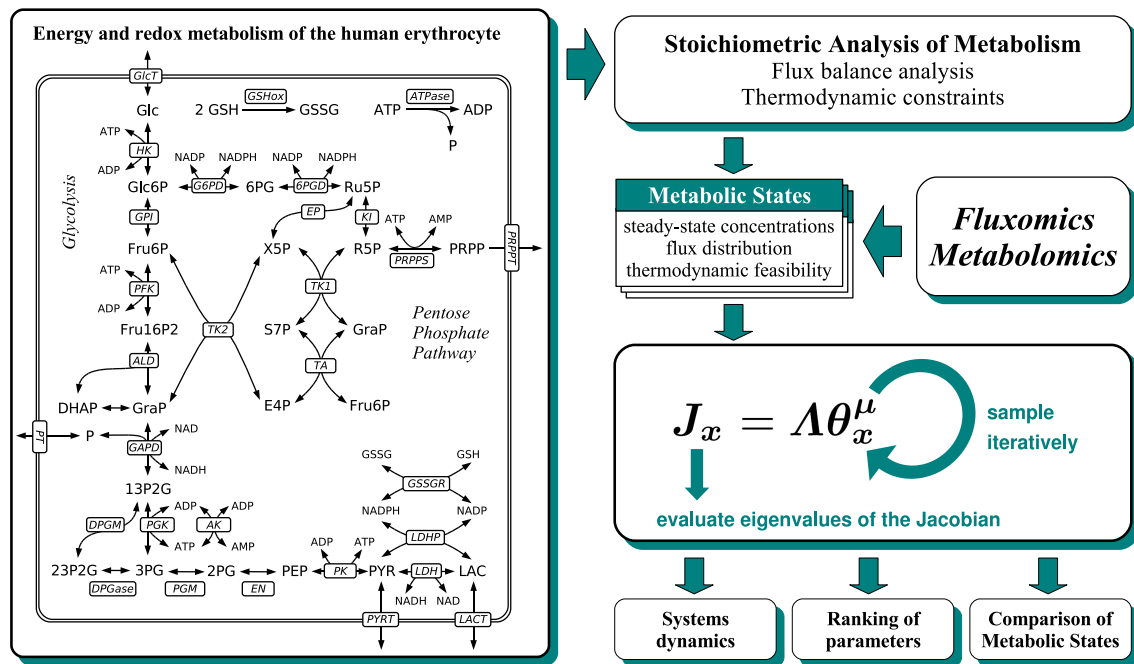 Energy and redox metabolism of the human erythrocyte
GlcT
Glc
2 GSH
GSHox
GSSG
ATP
ATPase
ADP
P
ATP
HK
ADP
Glycolysis
NADP
NADPH
NADP
NADPH
Glc6P
G6PD
6PG
6PGD
Ru5P
GPI
EP
KI
ATP
AMP
Fru6P
X5P
R5P
PRPPS
PRPP
PRPPT
ATP
PFK
ADP
TK1
Fru16P2
TK2
S7P
GraP
Pentose
Phosphate
Pathway
ALD
TA
DHAP
GraP
E4P
Fru6P
PT
P
NAD
GAPD
NADH
GSSG
GSH
GSSGR
13P2G
NADPH
NADP
DPGM
PGK
ADP
ATP
AK
ADP
AMP
LDHP
ADP
ATP
23P2G
DPGase
3PG
PGM
2PG
EN
PEP
PK
PYR
LDH
LAC
NADH
NAD
PYRT
LACT
Stoichiometric Analysis of Metabolism
Flux balance analysis
Thermodynamic constraints
Metabolic States
steady-state concentrations
flux distribution
thermodynamic feasibility
Fluxomics
Metabolomics
J_x = Λθ_x^μ
sample
iteratively
evaluate eigenvalues of the Jacobian
Systems
dynamics
Ranking of
parameters
Comparison of
Metabolic States